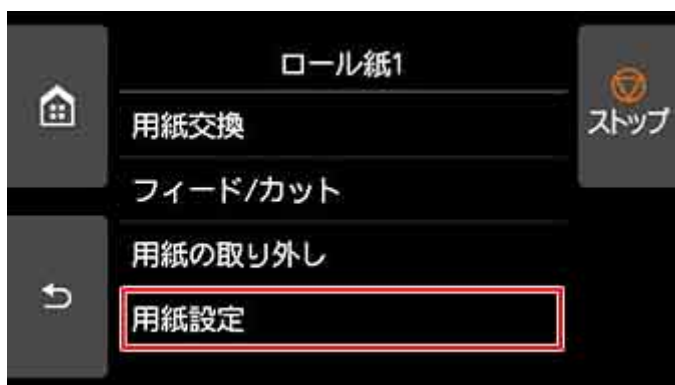 ロール紙1
用紙交換
ストップ
フィード/カット
用紙の取り外し
用紙設定